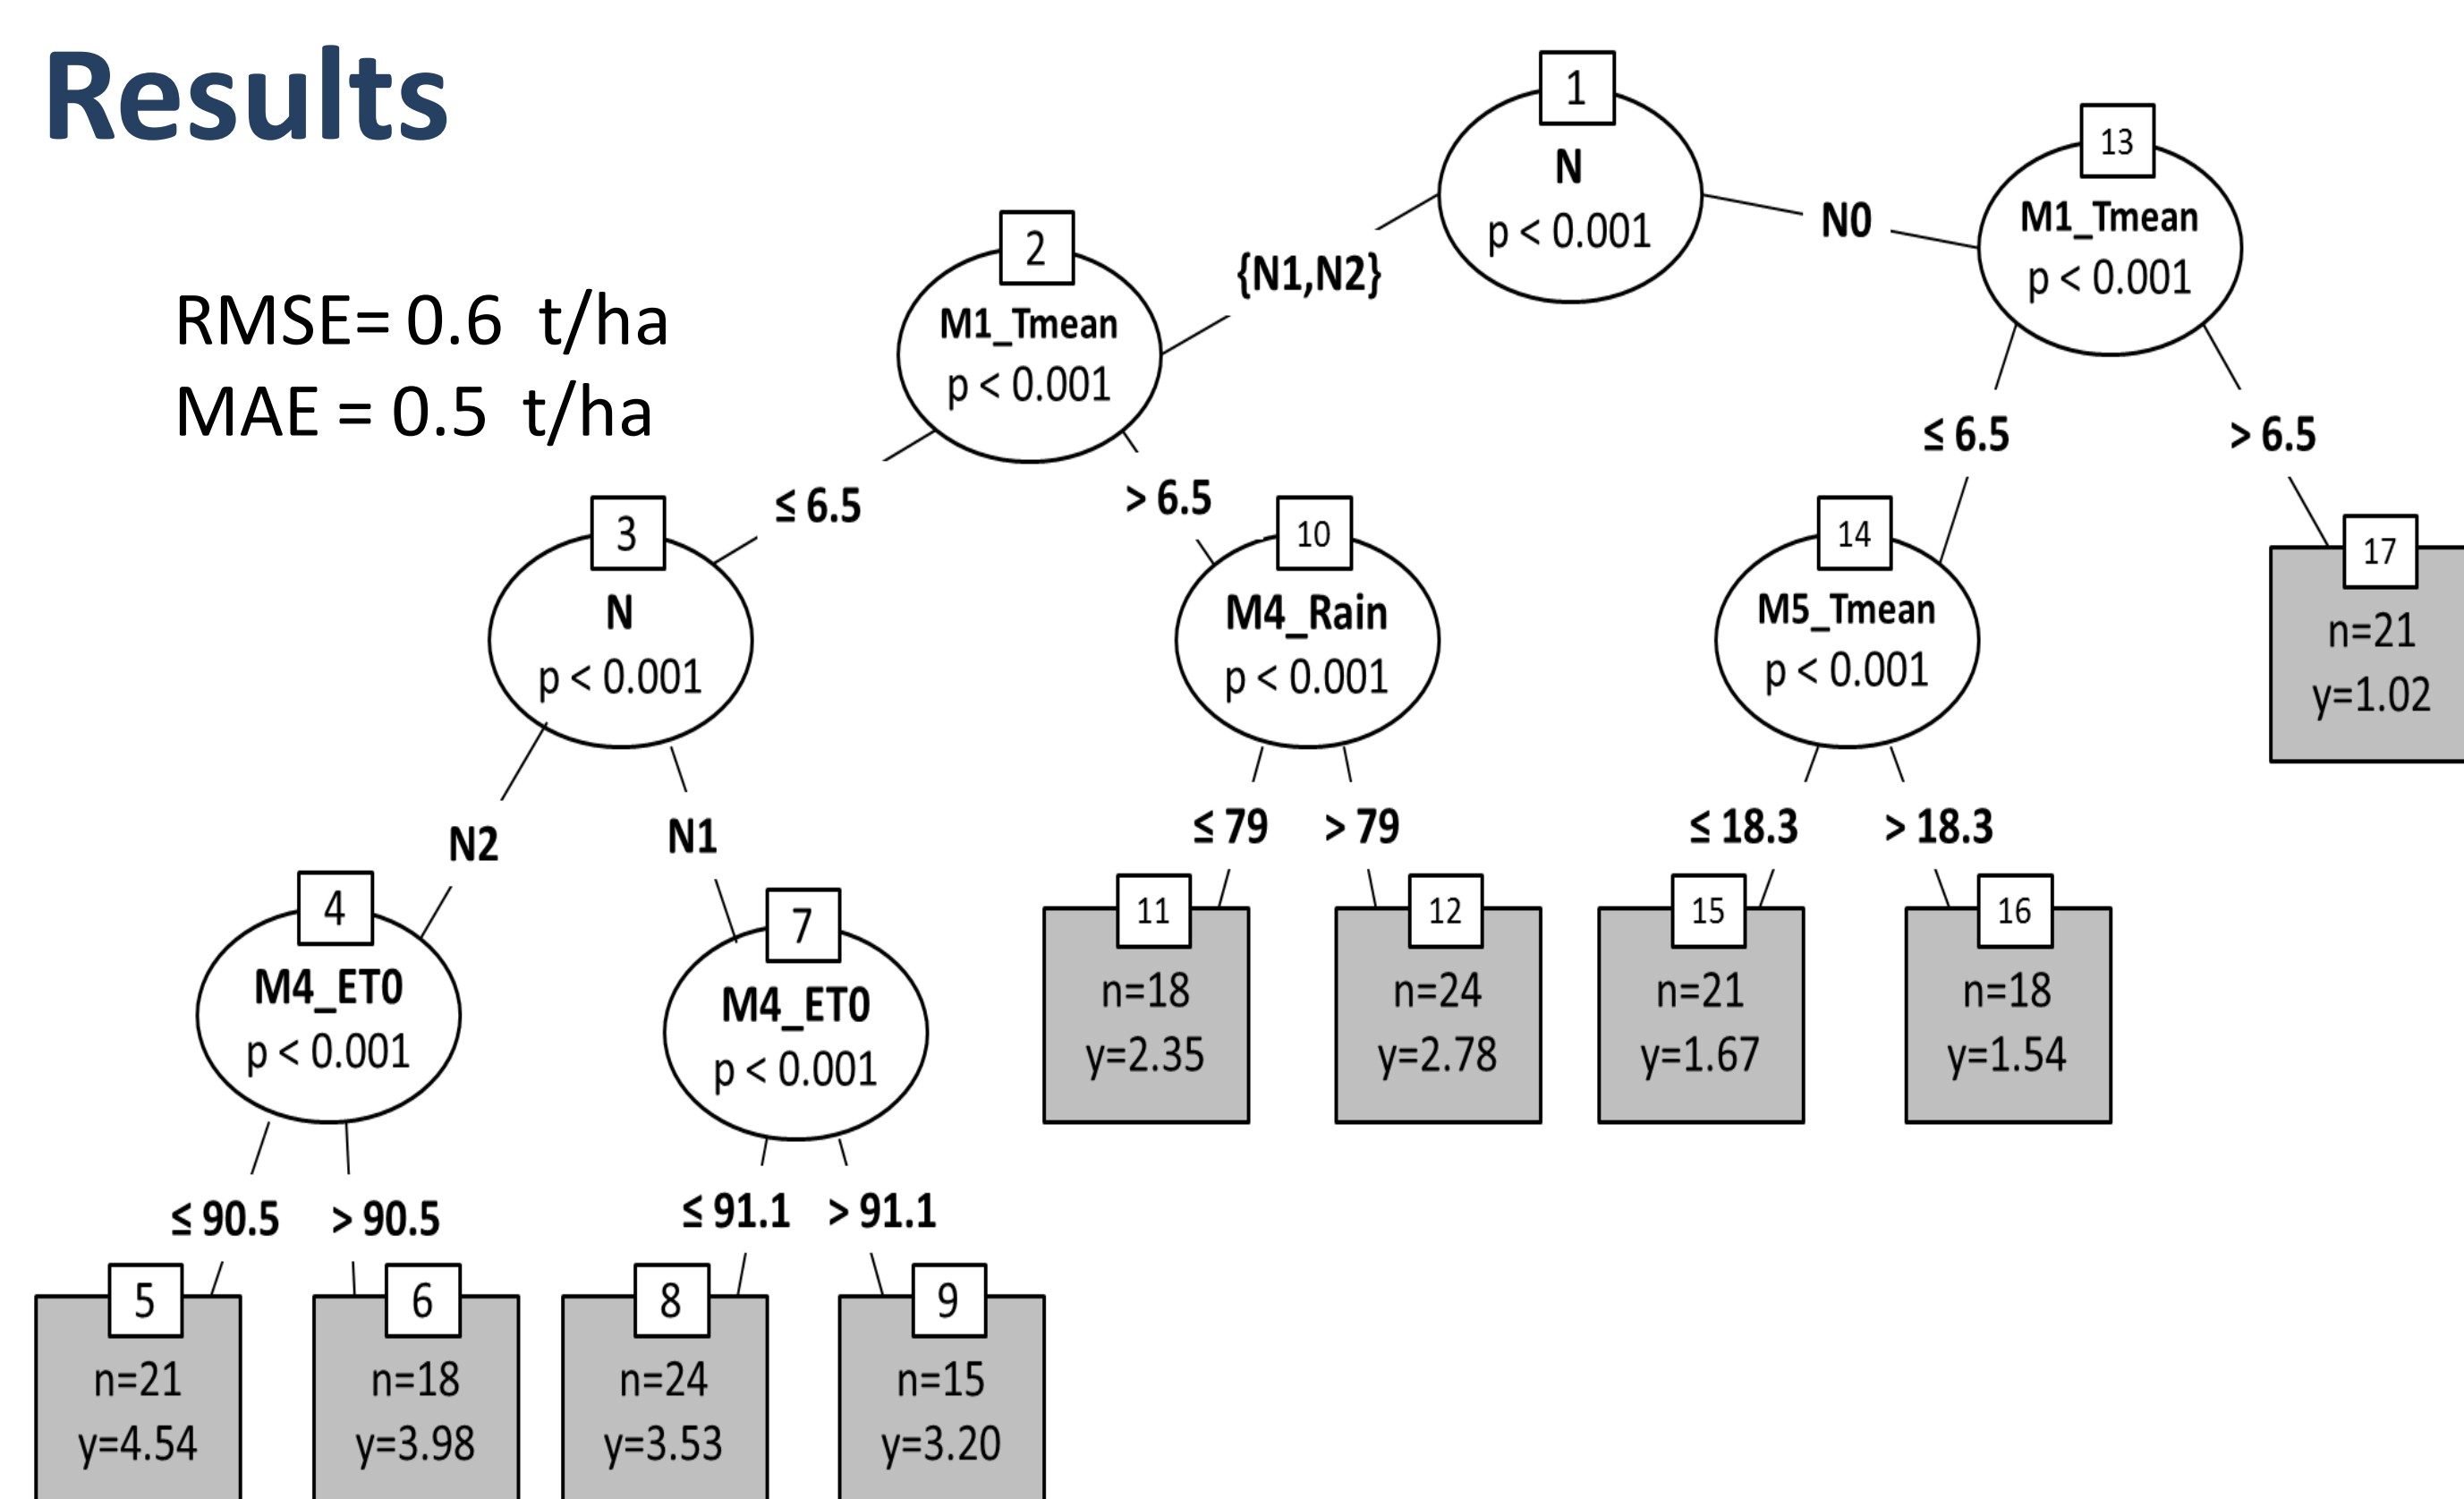 Results
RMSE= 0.6 t/ha
MAE = 0.5 t/ha
1
N
p < 0.001
{N1,N2}
N0
13
M1_Tmean
p < 0.001
2
M1_Tmean
p < 0.001
≤ 6.5
> 6.5
≤ 6.5
> 6.5
3
N
p < 0.001
10
M4_Rain
p < 0.001
14
M5_Tmean
p < 0.001
17
n=21
y=1.02
N2
N1
≤ 79
> 79
≤ 18.3
> 18.3
4
M4_ET0
p < 0.001
7
M4_ET0
p < 0.001
11
n=18
y=2.35
12
n=24
y=2.78
15
n=21
y=1.67
16
n=18
y=1.54
≤ 90.5
> 90.5
≤ 91.1
> 91.1
5
n=21
y=4.54
6
n=18
y=3.98
8
n=24
y=3.53
9
n=15
y=3.20